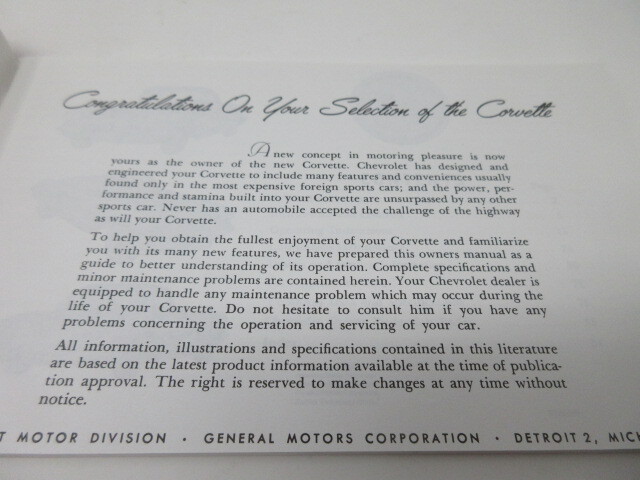 Congratulations On Your Selection of the Corvette
A new concept in motoring pleasure is now
yours as the owner of the new Corvette. Chevrolet has designed and
engineered your Corvette to include many features and conveniences usually
found only in the most expensive foreign sports cars; and the power, per-
formance and stamina built into your Corvette are unsurpassed by any other
sports car. Never has an automobile accepted the challenge of the highway
as will your Corvette.
To help you obtain the fullest enjoyment of your Corvette and familiarize
you with its many new features, we have prepared this owners manual as a
guide to better understanding of its operation. Complete specifications and
minor maintenance problems are contained herein. Your Chevrolet dealer is
equipped to handle any maintenance problem which may occur during the
life of your Corvette. Do not hesitate to consult him if you have any
problems concerning the operation and servicing of your car.
All information, illustrations and specifications contained in this literature
are based on the latest product information available at the time of publica-
tion approval. The right is reserved to make changes at any time without
notice.
T MOTOR DIVISION • GENERAL MOTORS CORPORATION • DETROIT 2, MICH